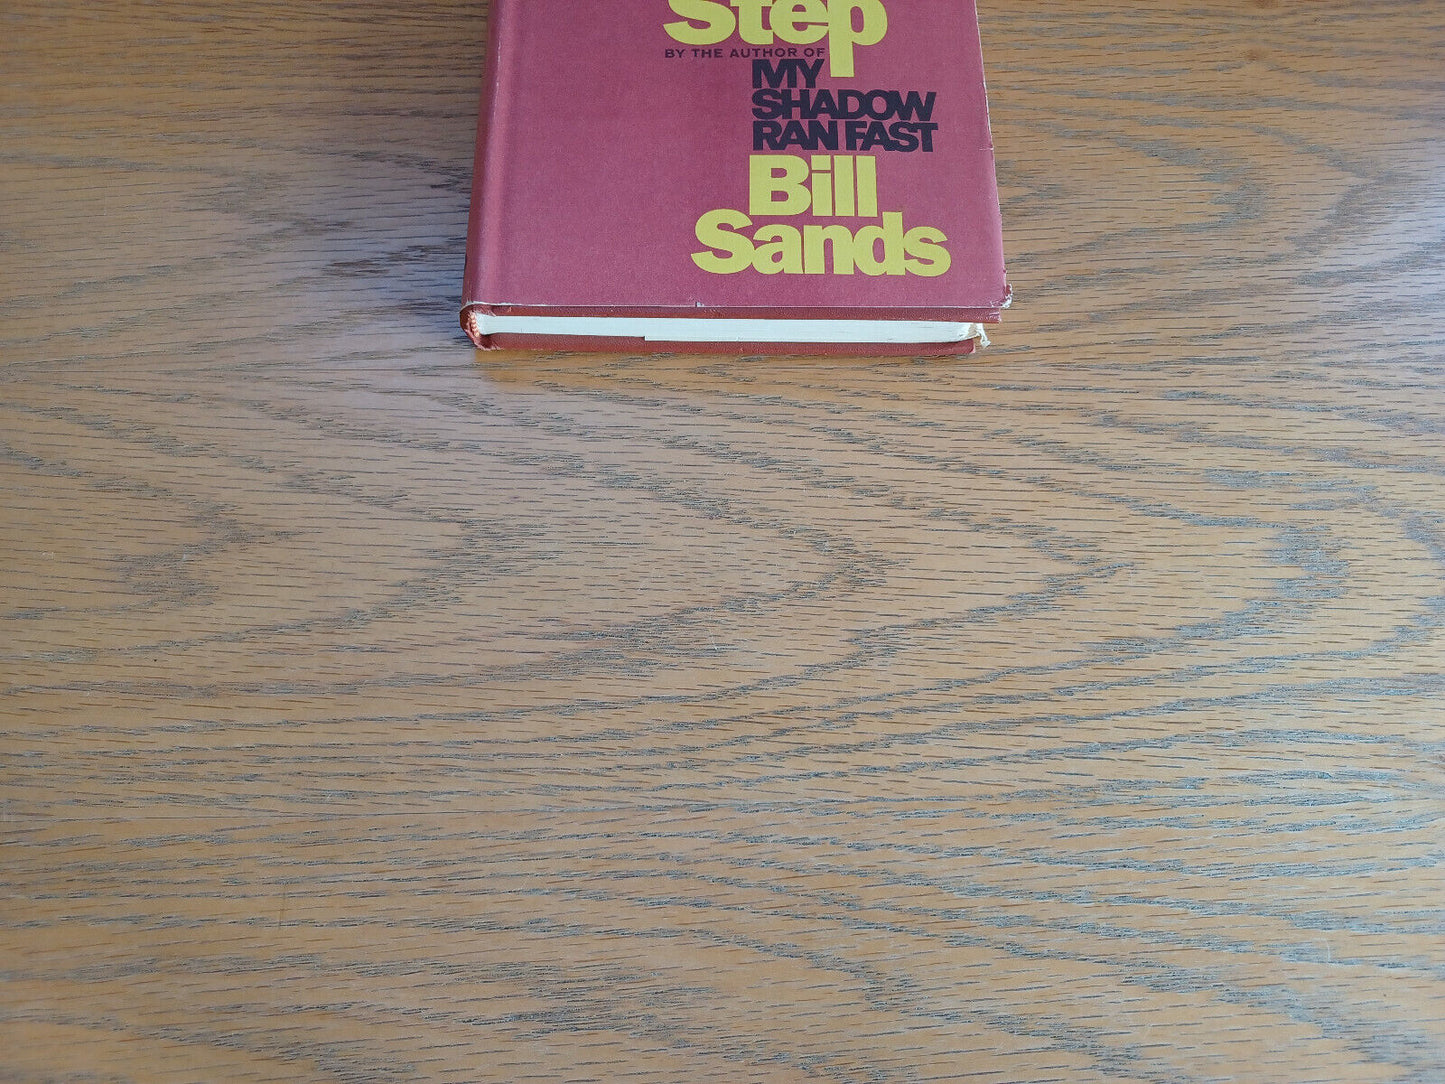 Step
BY THE AUTHOR OF
MY
SHADOW
RAN FAST
Bill
Sands